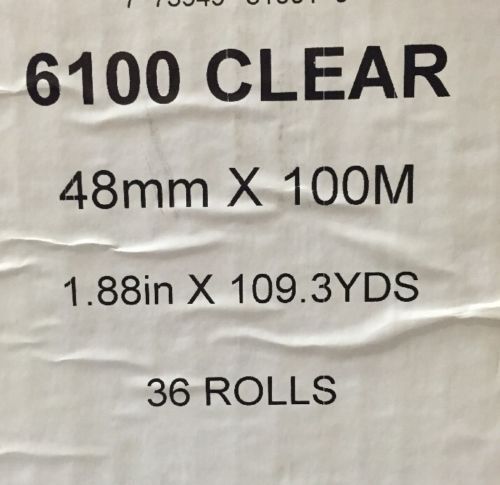 6100 CLEAR
48mm X 100M
1.88in X 109.3YDS
36 ROLLS